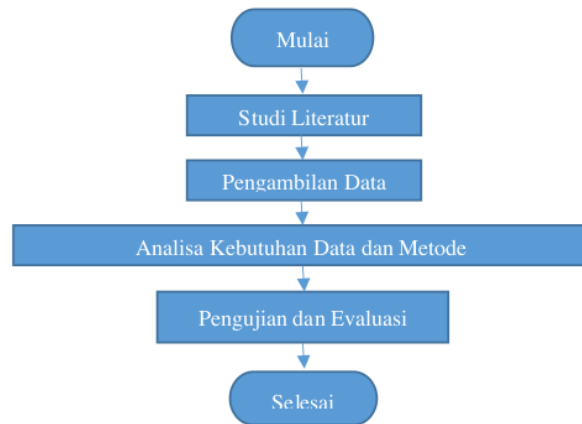 Mulai
Studi Literatur
Pengambilan Data
Analisa Kebutuhan Data dan Metode
Pengujian dan Evaluasi
Selesai